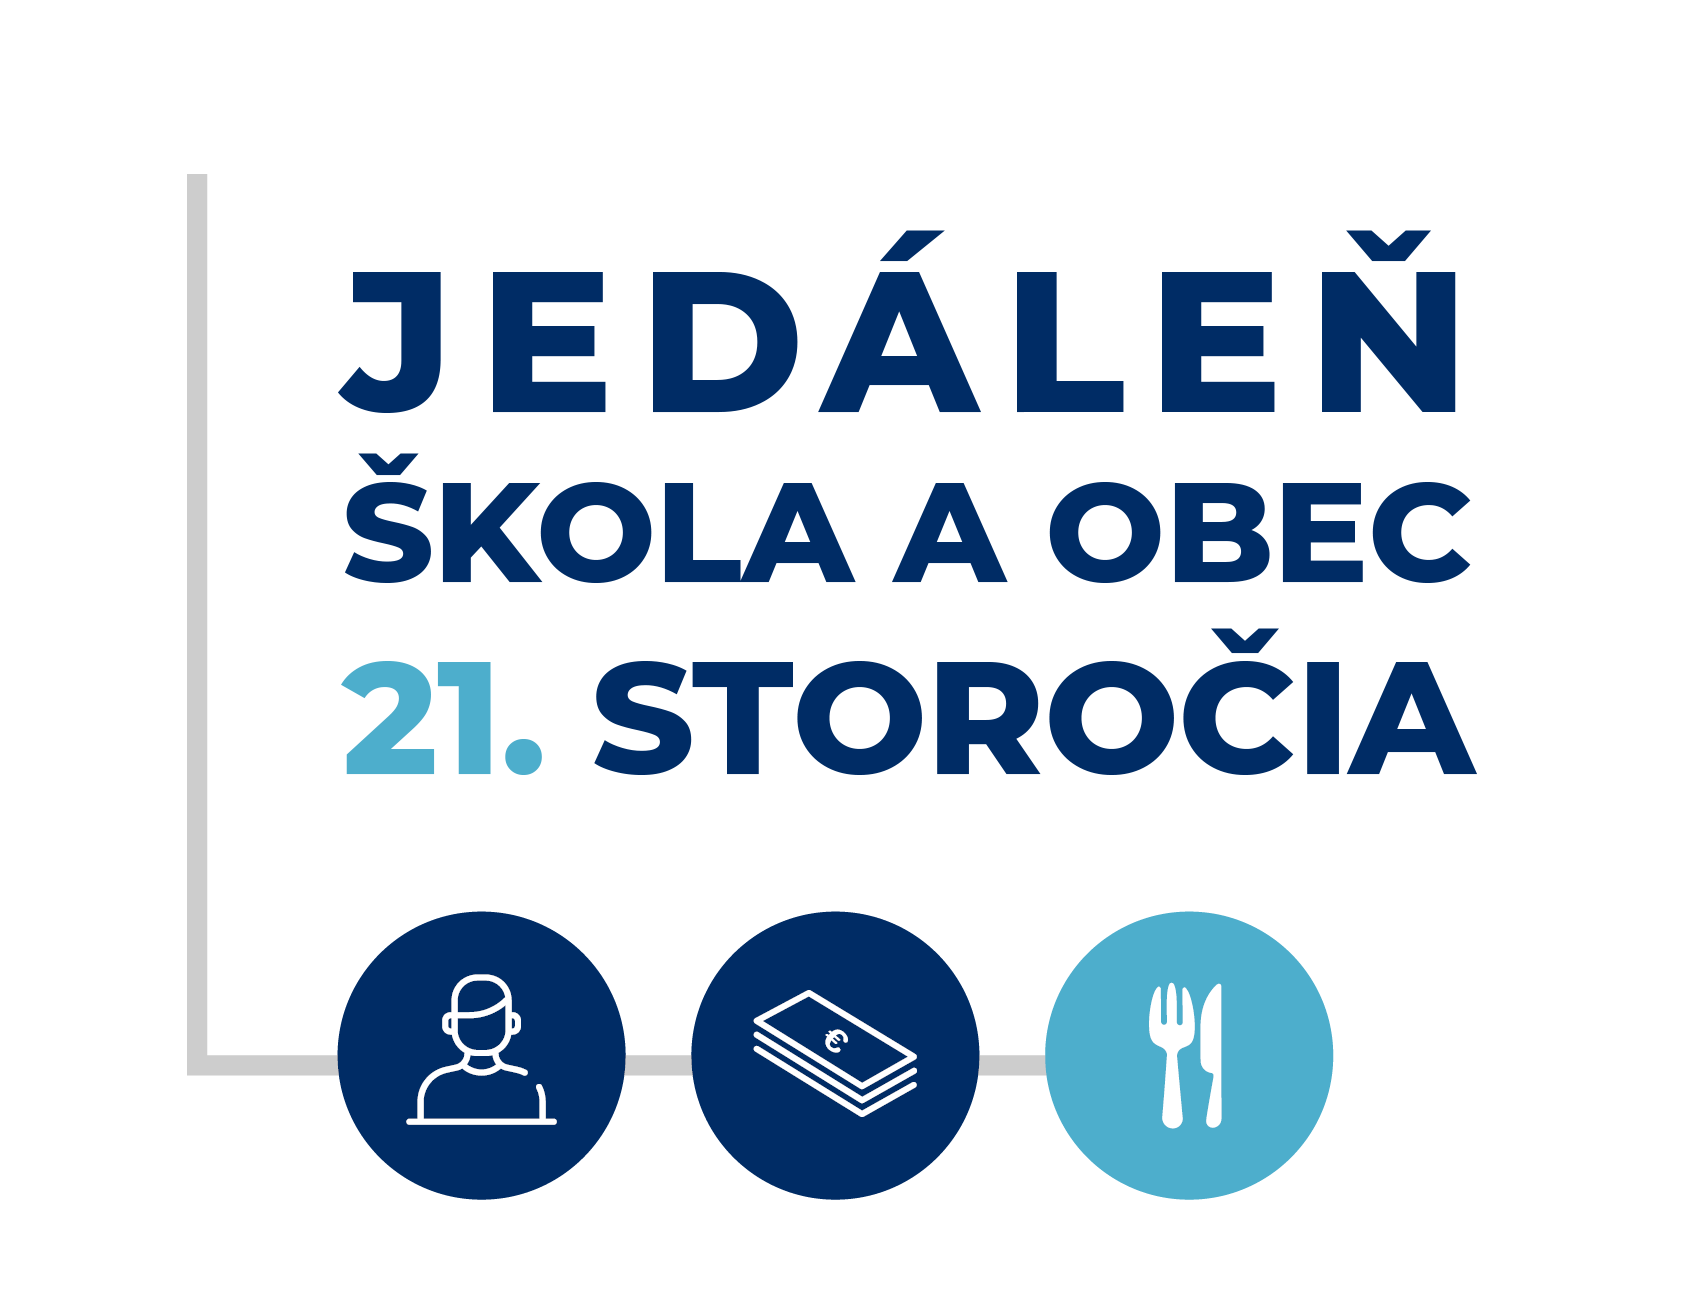 JEDÁLEŇ
ŠKOLA A OBEC
21. STOROČIA
€